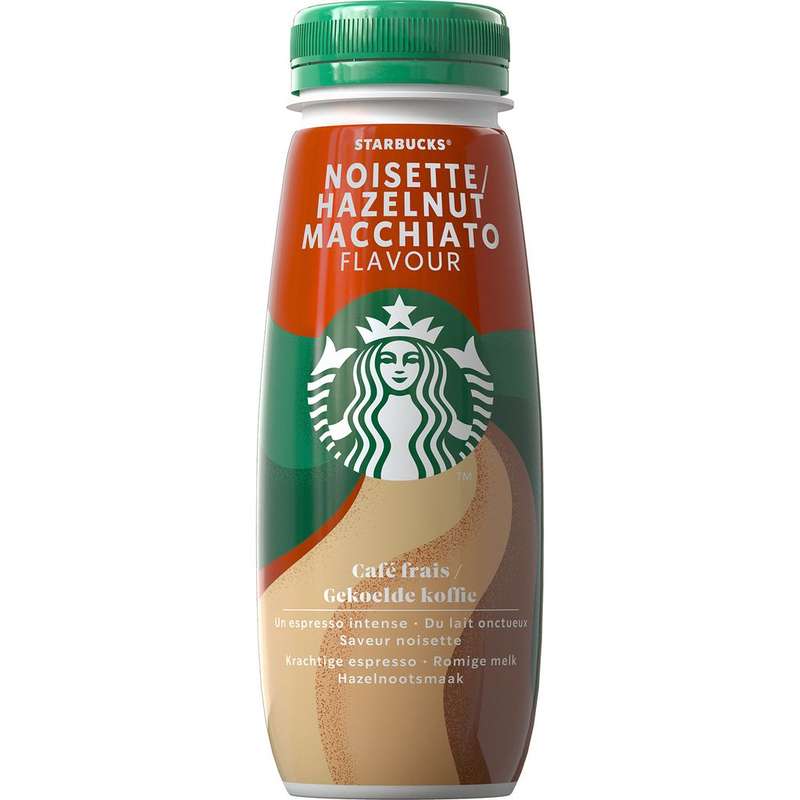 STARBUCKS®
NOISETTE/
HAZELNUT
MACCHIATO
FLAVOUR
TM
Café frais /
Gekoelde koffie
Un espresso intense · Du lait onctueux
Saveur noisette
Krachtige espresso · Romige melk
Hazelnootsmaak